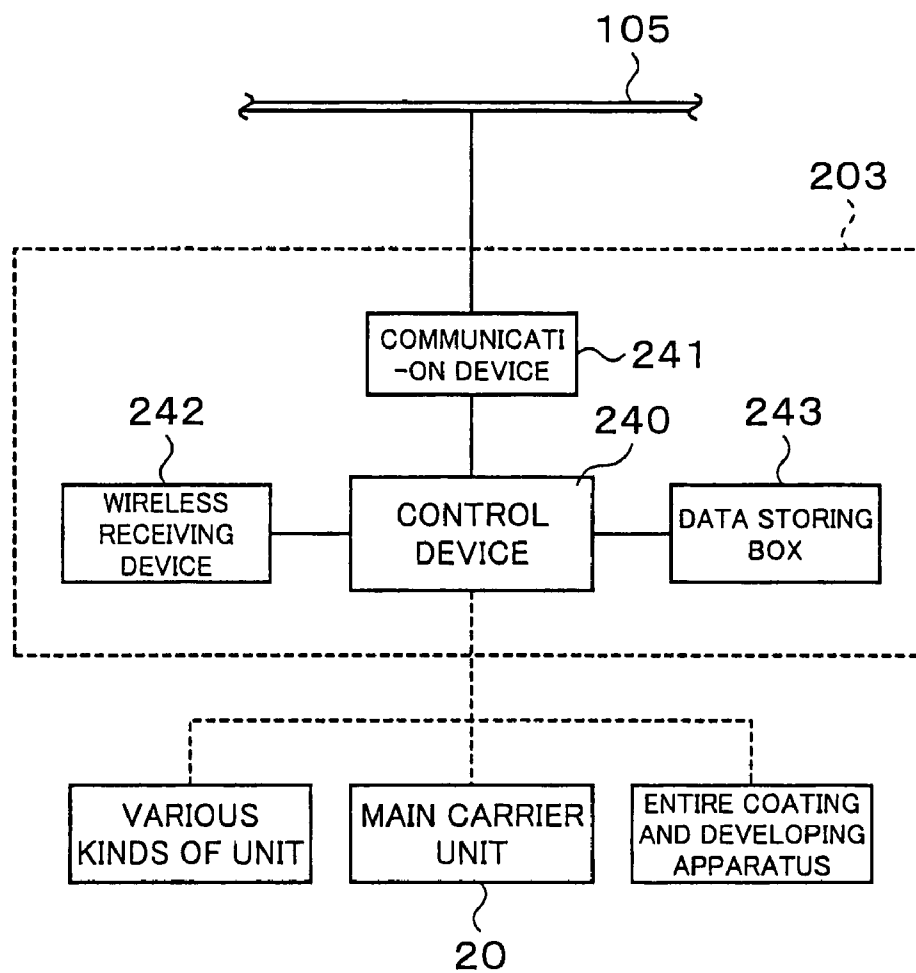 105
203
COMMUNICATI
-ON DEVICE
241
242
240
243
WIRELESS
RECEIVING
DEVICE
CONTROL
DEVICE
DATA STORING
BOX
VARIOUS
KINDS OF UNIT
MAIN CARRIER
UNIT
ENTIRE COATING
AND DEVELOPING
APPARATUS
20